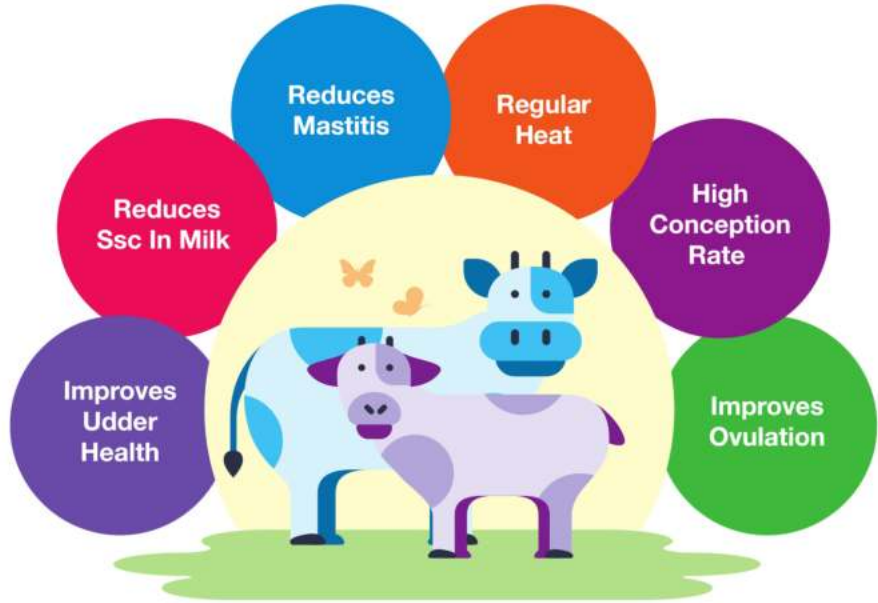 Reduces
Mastitis
Regular
Heat
Reduces
Ssc In Milk
High
Conception
Rate
Improves
Udder
Health
Improves
Ovulation